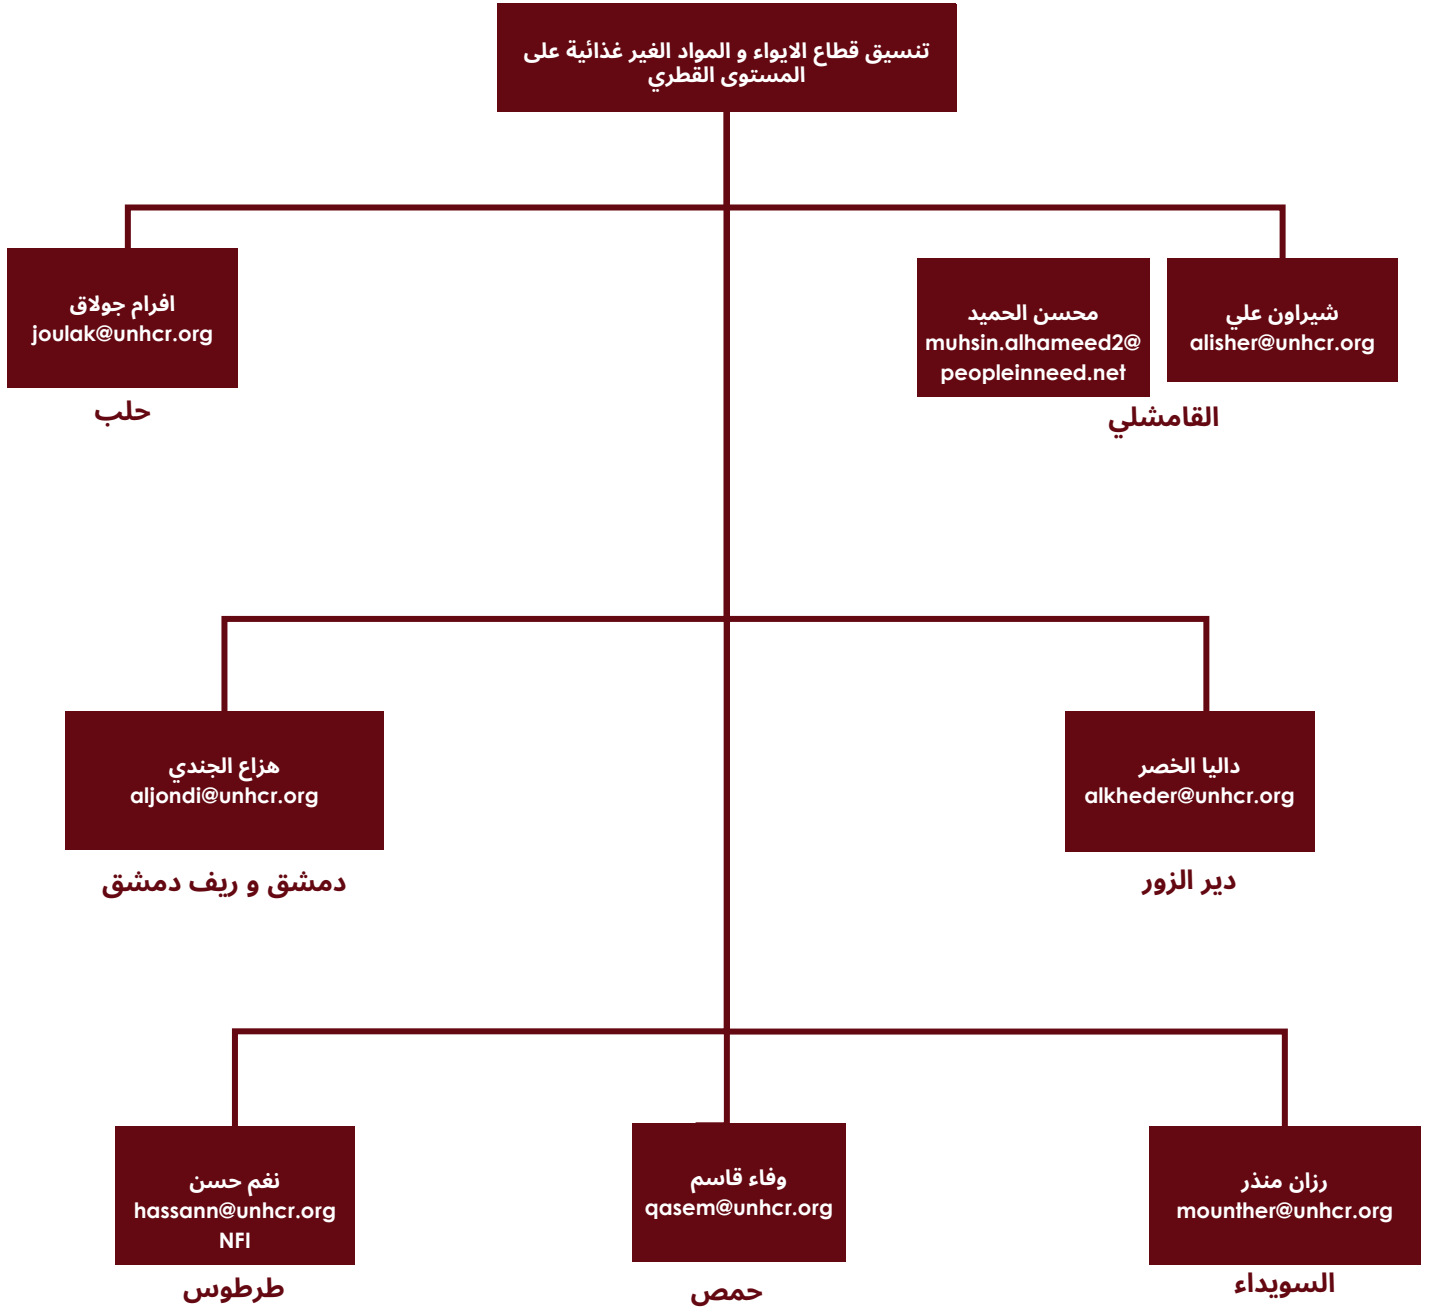 تنسيق قطاع الايواء و المواد الغير غذائية على
المستوى القطري
شيراون علي
alisher@unhcr.org
محسن الحميد
muhsin.alhameed2@
peopleinneed.net
القامشلي
افرام جولاق
joulak@unhcr.org
حلب
داليا الخصر
alkheder@unhcr.org
دير الزور
هزاع الجندي
aljondi@unhcr.org
دمشق و ريف دمشق
رزان منذر
mounther@unhcr.org
السويداء
وفاء قاسم
qasem@unhcr.org
حمص
نغم حسن
hassann@unhcr.org
NFI
طرطوس